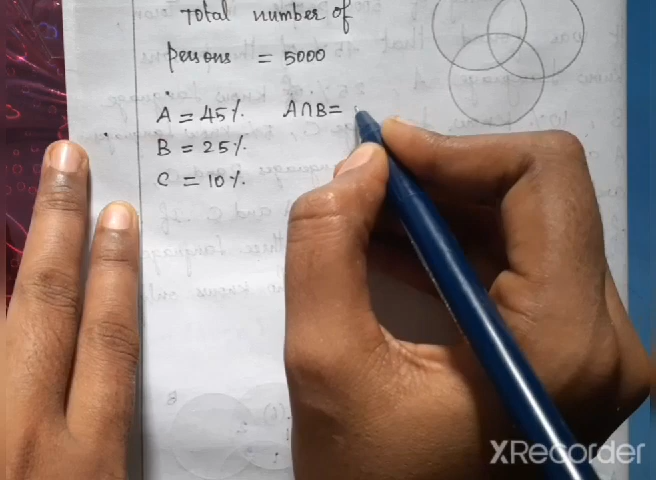 Total number of
persons = 5000
A = 45%. A∩B=
B = 25%.
C = 10%.
XRecorder